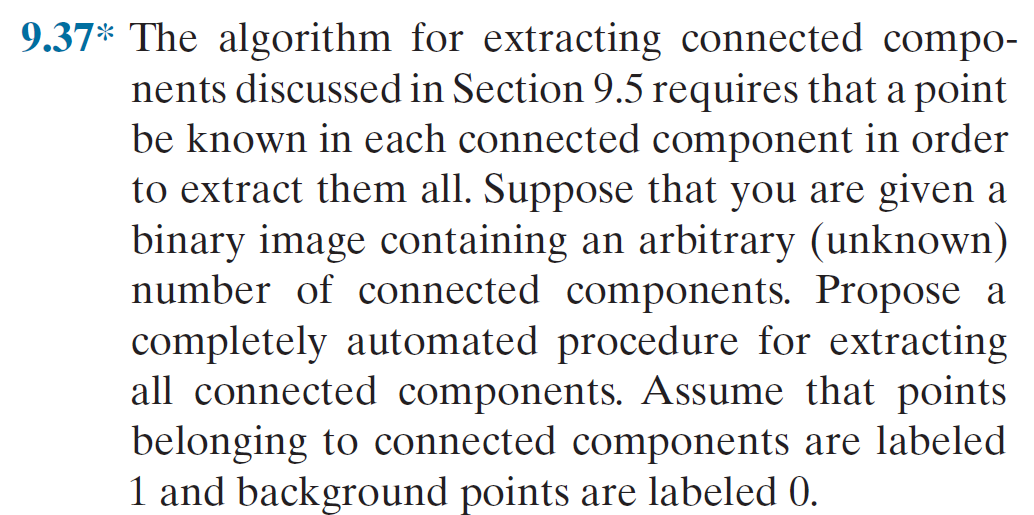 9.37* The algorithm for extracting connected compo-
nents discussed in Section 9.5 requires that a point
be known in each connected component in order
to extract them all. Suppose that you are given a
binary image containing an arbitrary (unknown)
number of connected components. Propose a
completely automated procedure for extracting
all connected components. Assume that points
belonging to connected components are labeled
1 and background points are labeled 0.